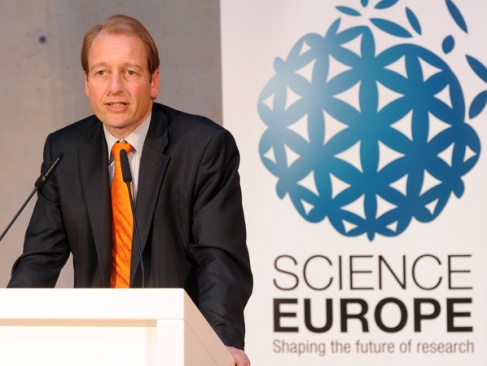 SCIENCE
EUROPE
Shaping the future of research